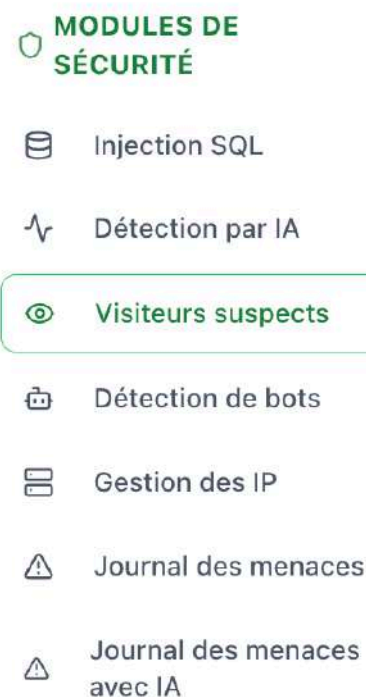 MODULES DE
SÉCURITÉ
Injection SQL
Détection par IA
Visiteurs suspects
Détection de bots
Gestion des IP
Journal des menaces
Journal des menaces
avec IA